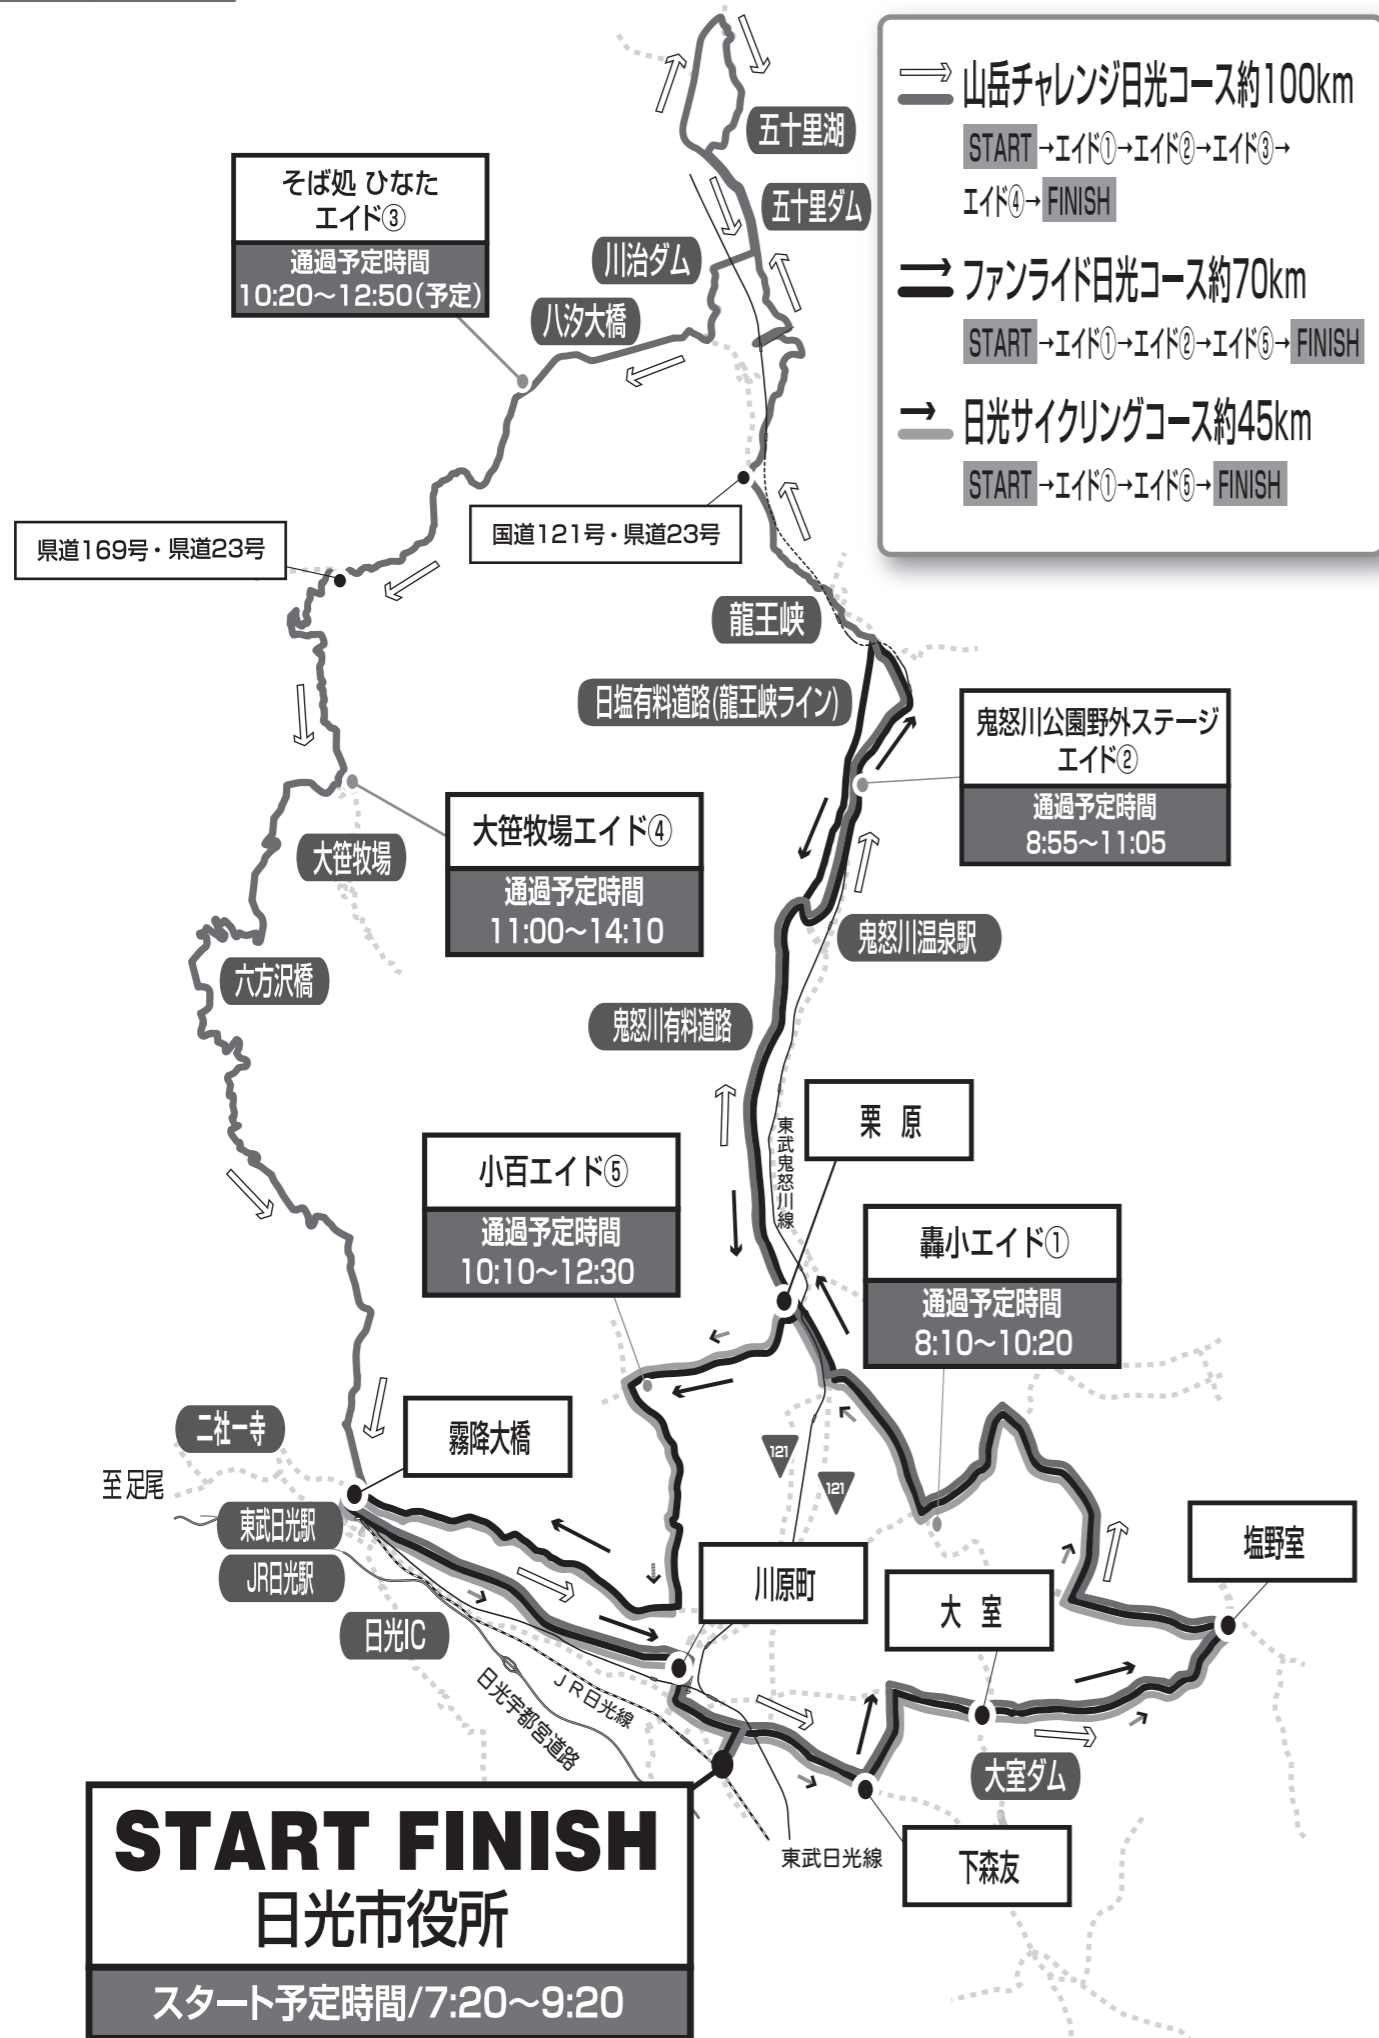 山岳チャレンジ日光コース約100km
START→エイド①→エイド②→エイド③→
エイド④→FINISH
ファンライド日光コース約70km
START→エイド①→エイド②→エイド⑤→FINISH
日光サイクリングコース約45km
START→エイド①→エイド⑤→FINISH
五十里湖
五十里ダム
そば処 ひなた
エイド③
通過予定時間
10:20〜12:50(予定)
川治ダム
八汐大橋
国道121号・県道23号
県道169号・県道23号
龍王峡
日塩有料道路(龍王峡ライン)
鬼怒川公園野外ステージ
エイド②
通過予定時間
8:55〜11:05
大笹牧場エイド④
通過予定時間
11:00〜14:10
大笹牧場
鬼怒川温泉駅
六方沢橋
鬼怒川有料道路
栗 原
東武鬼怒川線
小百エイド⑤
通過予定時間
10:10〜12:30
轟小エイド①
通過予定時間
8:10〜10:20
霧降大橋
二社一寺
至 足尾
121
121
東武日光駅
JR日光駅
塩野室
川原町
大 室
日光IC
JR日光線
日光宇都宮道路
大室ダム
東武日光線
下森友
START FINISH
日光市役所
スタート予定時間/7:20〜9:20